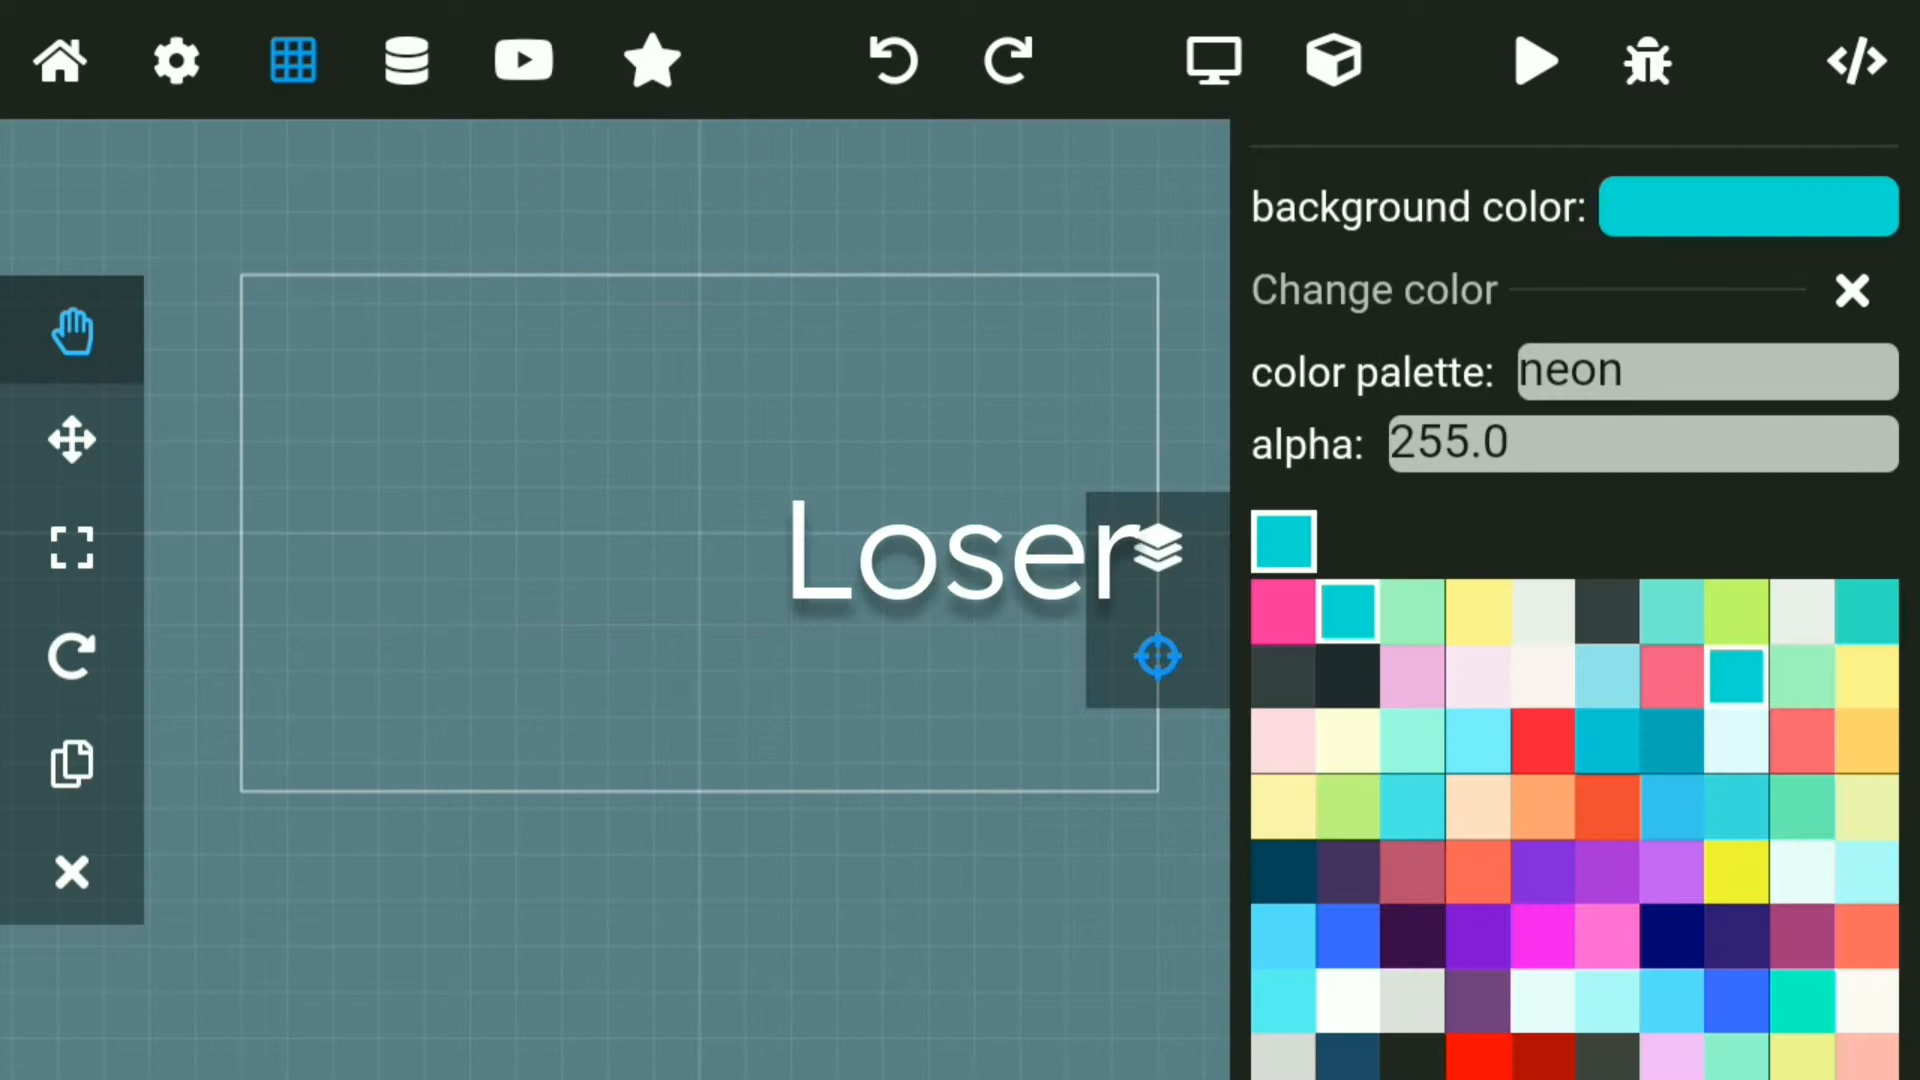 background color:
Change color
color palette: neon
alpha: 255.0
Loser